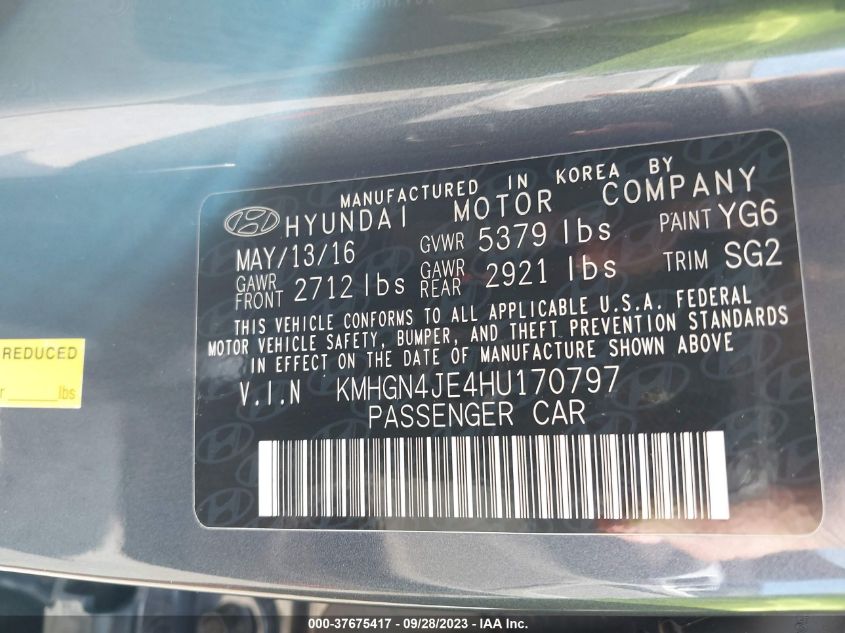 MANUFACTURED IN KOREA BY
HYUNDAI MOTOR COMPANY
MAY/13/16 GVWR 5379 lbs PAINT YG6
GAWR FRONT 2712 lbs GAWR REAR 2921 lbs TRIM SG2
THIS VEHICLE CONFORMS TO ALL APPLICABLE U.S.A. FEDERAL
MOTOR VEHICLE SAFETY, BUMPER, AND THEFT PREVENTION STANDARDS
IN EFFECT ON THE DATE OF MANUFACTURE SHOWN ABOVE
V.I.N KMHGN4JE4HU170797
PASSENGER CAR
REDUCED
lbs
000-37675417 - 09/28/2023 - IAA Inc.